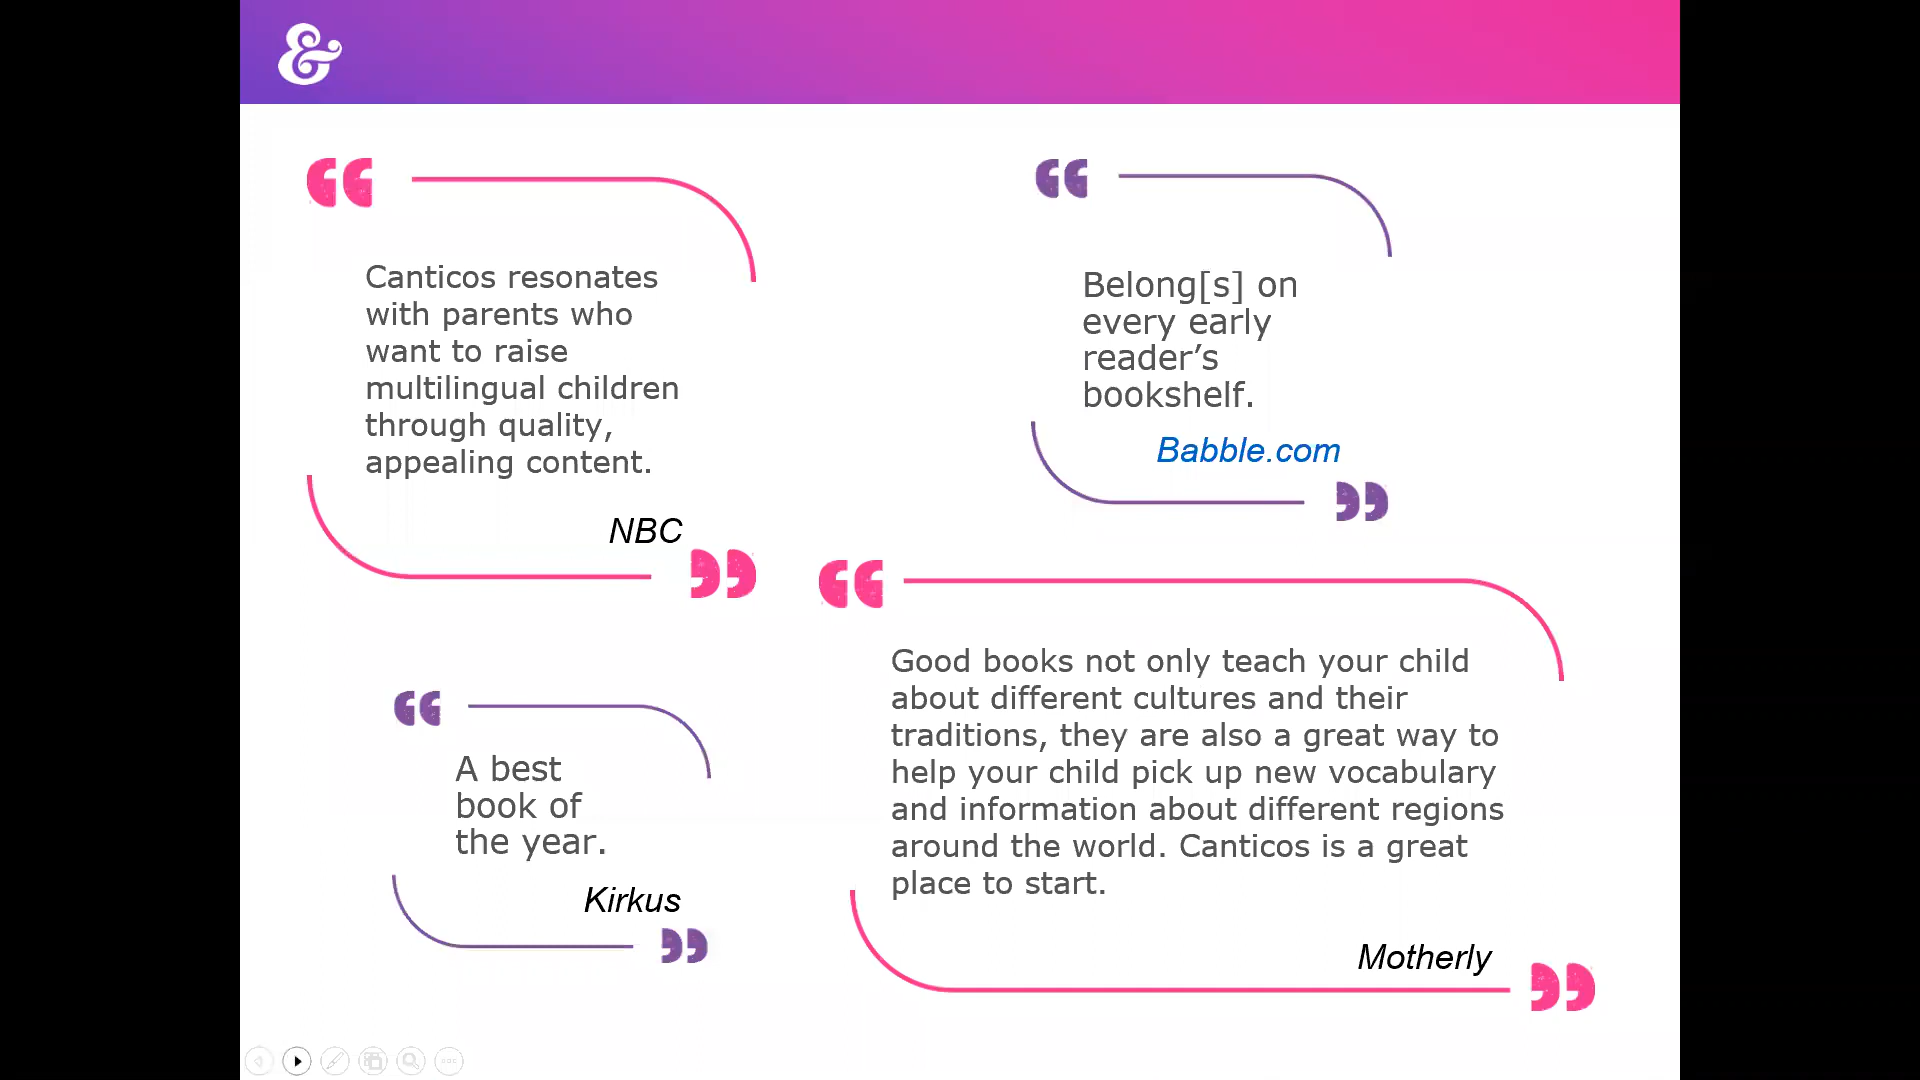 &
Canticos resonates
with parents who
want to raise
multilingual children
through quality,
appealing content.
NBC
Belong[s] on
every early
reader’s
bookshelf.
Babble.com
A best
book of
the year.
Kirkus
Good books not only teach your child
about different cultures and their
traditions, they are also a great way to
help your child pick up new vocabulary
and information about different regions
around the world. Canticos is a great
place to start.
Motherly